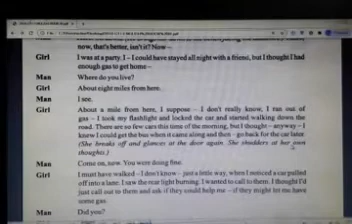 now, that's better, isn't it? Now –
Girl I was at a party. I – I could have stayed all night with a friend, but I thought I had
enough gas to get home –
Man Where do you live?
Girl About eight miles from here.
Man I see.
Girl About a mile from here, I suppose – I don't really know, I ran out of
gas – I took my flashlight and locked the car and started walking down the
road. There are so few cars this time of the morning, but I thought – anyway – I
knew I could get the bus when it came along and then - go back for the car later.
(She breaks off and glances at the door again. She shudders at her own
thoughts.)
Man Come on, now. You were doing fine.
Girl I must have walked – I don't know – just a little way, when I noticed a car pulled
off into a lane. I saw the rear light burning. I wanted to call to them. I thought I'd
just call out to them and ask if they could help me – if they might let me have
some gas.
Man Did you?